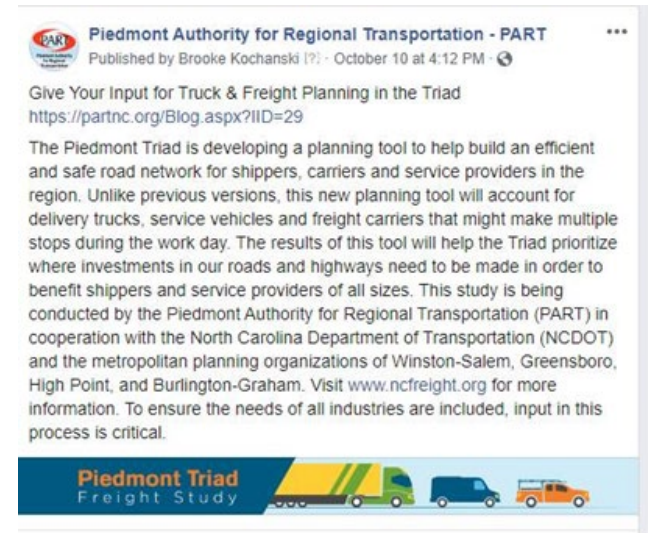 PART
Piedmont Authority for Regional Transportation - PART
Published by Brooke Kochanski [?] · October 10 at 4:12 PM ·
Give Your Input for Truck & Freight Planning in the Triad
https://partnc.org/Blog.aspx?IID=29
The Piedmont Triad is developing a planning tool to help build an efficient
and safe road network for shippers, carriers and service providers in the
region. Unlike previous versions, this new planning tool will account for
delivery trucks, service vehicles and freight carriers that might make multiple
stops during the work day. The results of this tool will help the Triad prioritize
where investments in our roads and highways need to be made in order to
benefit shippers and service providers of all sizes. This study is being
conducted by the Piedmont Authority for Regional Transportation (PART) in
cooperation with the North Carolina Department of Transportation (NCDOT)
and the metropolitan planning organizations of Winston-Salem, Greensboro,
High Point, and Burlington-Graham. Visit www.ncfreight.org for more
information. To ensure the needs of all industries are included, input in this
process is critical.
Piedmont Triad
Freight Study